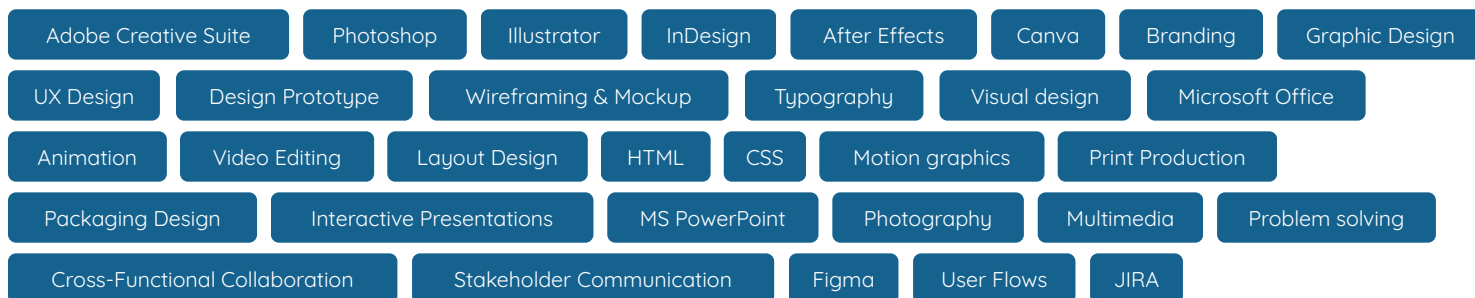 Adobe Creative Suite Photoshop Illustrator InDesign After Effects Canva Branding Graphic Design
UX Design Design Prototype Wireframing & Mockup Typography Visual design Microsoft Office
Animation Video Editing Layout Design HTML CSS Motion graphics Print Production
Packaging Design Interactive Presentations MS PowerPoint Photography Multimedia Problem solving
Cross-Functional Collaboration Stakeholder Communication Figma User Flows JIRA